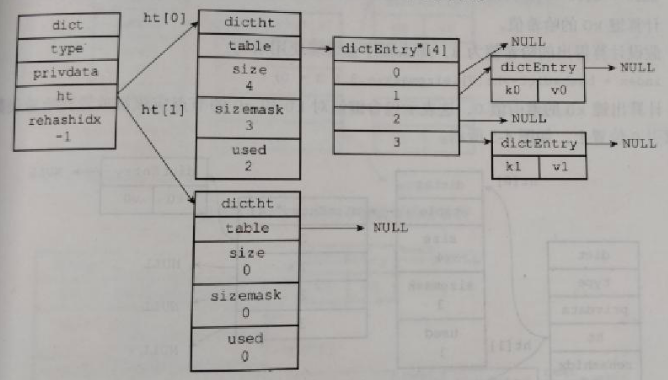 dict
type
privdata
ht
rehashidx
-1
ht[0]
ht[1]
dictht
table
size
4
sizemask
3
used
2
dictEntry*[4]
0
1
2
3
NULL
dictEntry
k0 v0
NULL
NULL
dictEntry
k1 v1
NULL
dictht
table
NULL
size
0
sizemask
0
used
0